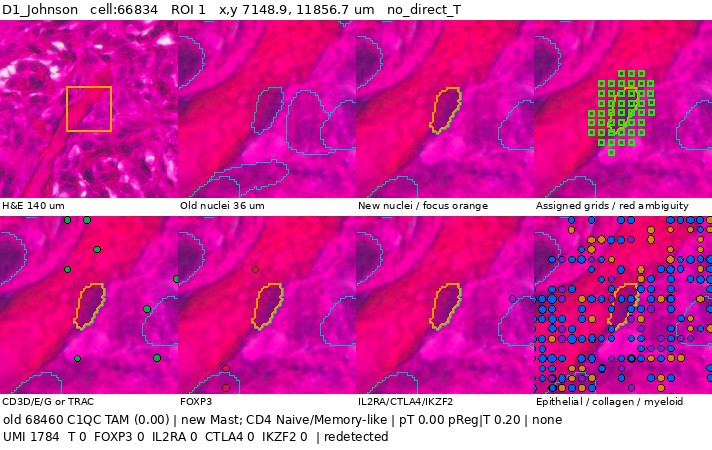 D1_Johnson cell:66834 ROI 1 x,y 7148.9, 11856.7 um no_direct_T
H&E 140 um
Old nuclei 36 um
New nuclei / focus orange
Assigned grids / red ambiguity
CD3D/E/G or TRAC
FOXP3
IL2RA/CTLA4/IKZF2
Epithelial / collagen / myeloid
old 68460 C1QC TAM (0.00) | new Mast; CD4 Naive/Memory-like | pT 0.00 pReg|T 0.20 | none
UMI 1784 T 0 FOXP3 0 IL2RA 0 CTLA4 0 IKZF2 0 | redetected